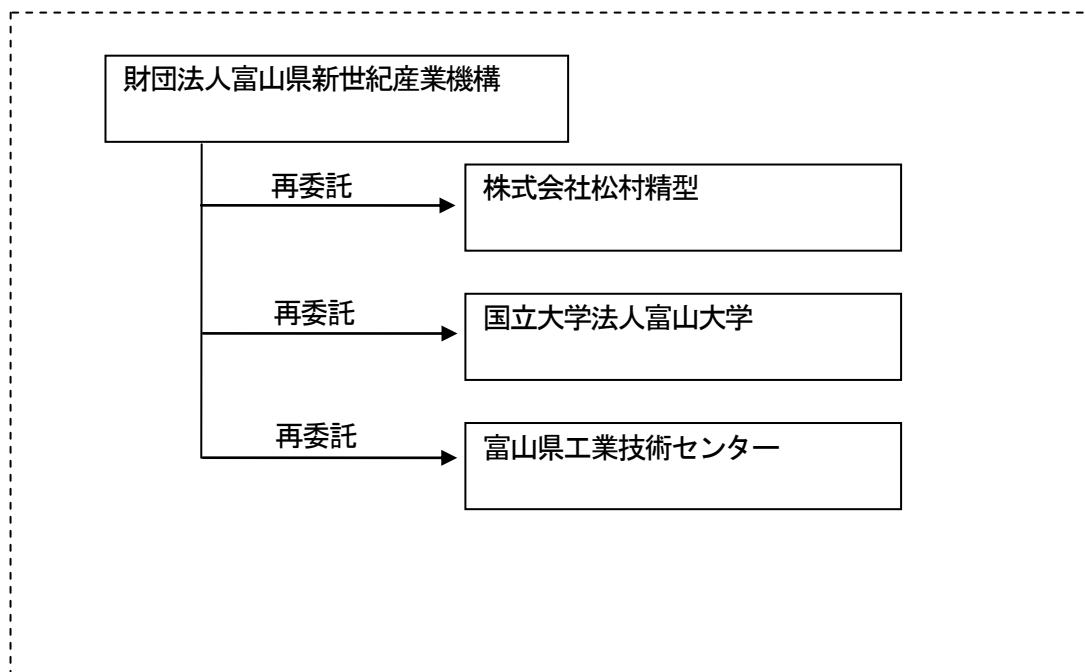 財団法人富山県新世紀産業機構
再委託
株式会社松村精型
再委託
国立大学法人富山大学
再委託
富山県工業技術センター